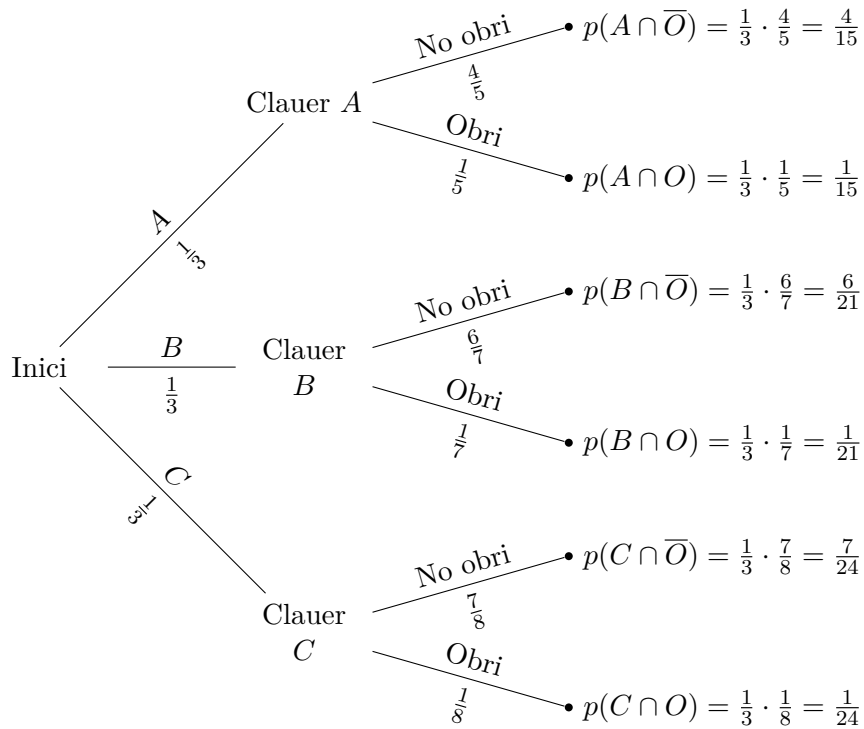 No obri
4/5
p(A ∩ O̅) = 1/3 · 4/5 = 4/15
Clauer A
Obri
1/5
p(A ∩ O) = 1/3 · 1/5 = 1/15
A
1/3
No obri
6/7
p(B ∩ O̅) = 1/3 · 6/7 = 6/21
Inici
B
1/3
Clauer
B
Obri
1/7
p(B ∩ O) = 1/3 · 1/7 = 1/21
C
1/3
No obri
7/8
p(C ∩ O̅) = 1/3 · 7/8 = 7/24
Clauer
C
Obri
1/8
p(C ∩ O) = 1/3 · 1/8 = 1/24